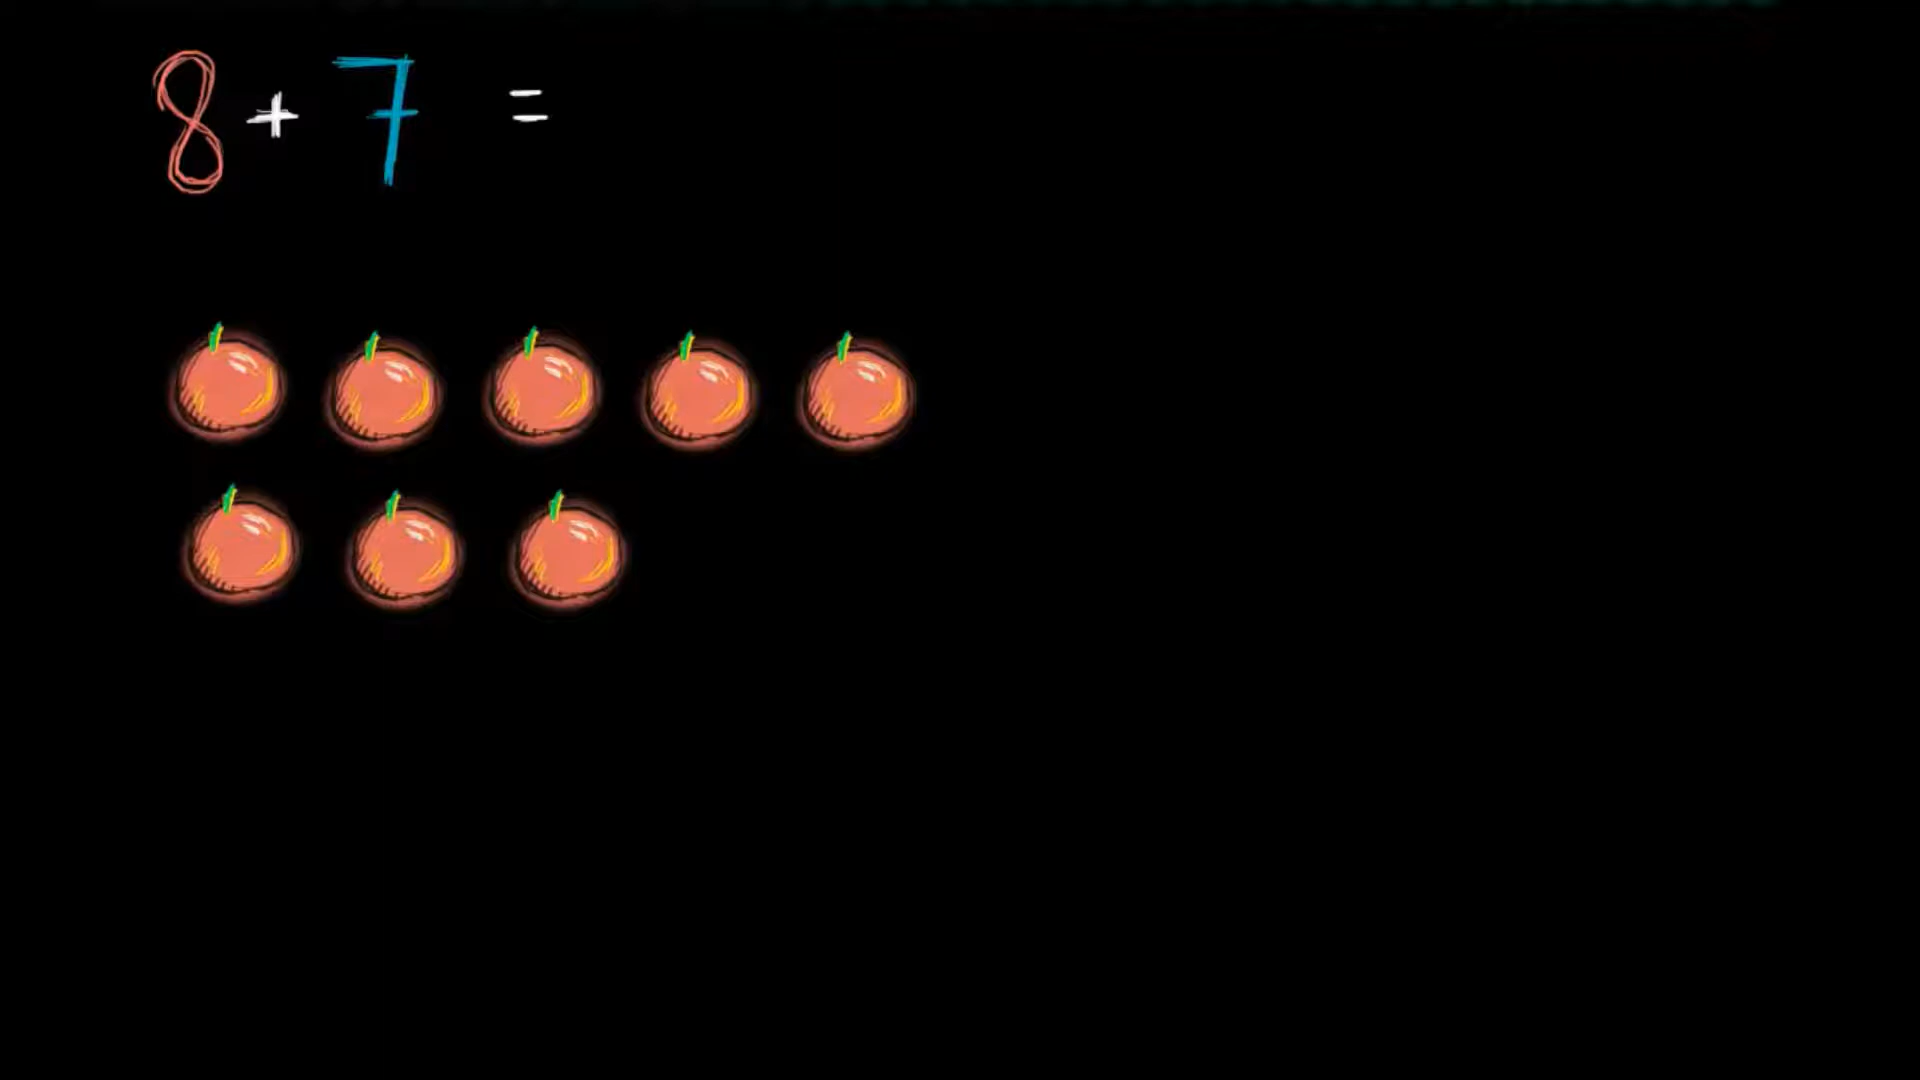 8 + 7 =